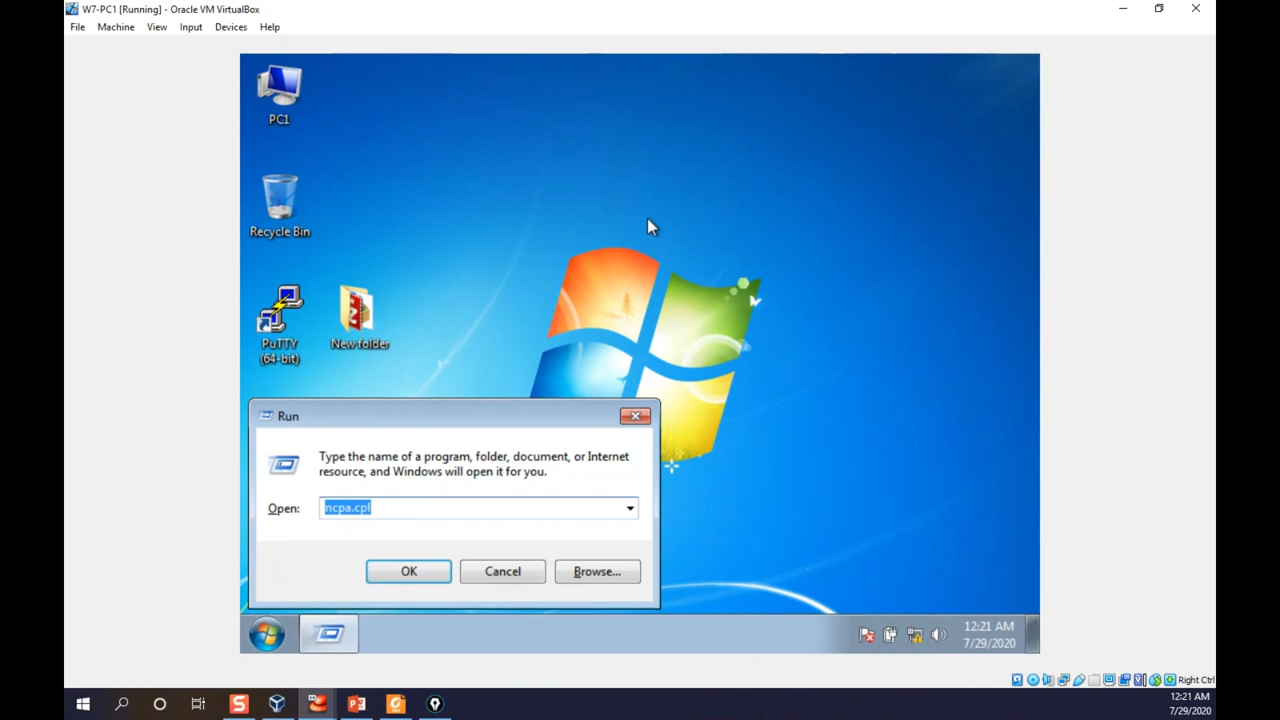 W7-PC1 [Running] - Oracle VM VirtualBox
File Machine View Input Devices Help
PC1
Recycle Bin
PuTTY
(64-bit)
New folder
Run
Type the name of a program, folder, document, or Internet
resource, and Windows will open it for you.
Open: ncpa.cpl
OK Cancel Browse...
12:21 AM
7/29/2020
Right Ctrl
12:21 AM
7/29/2020